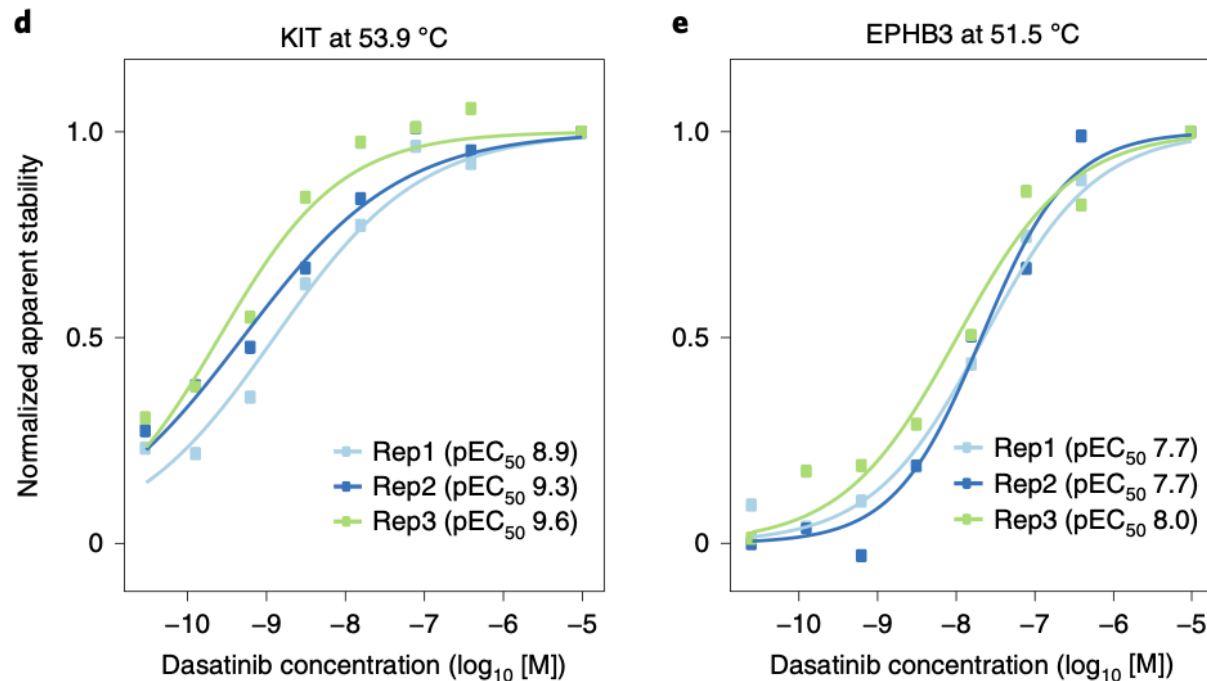 d
KIT at 53.9 °C
Normalized apparent stability
1.0
0.5
0
Rep1 (pEC₅₀ 8.9)
Rep2 (pEC₅₀ 9.3)
Rep3 (pEC₅₀ 9.6)
–10 –9 –8 –7 –6 –5
Dasatinib concentration (log₁₀ [M])
e
EPHB3 at 51.5 °C
1.0
0.5
0
Rep1 (pEC₅₀ 7.7)
Rep2 (pEC₅₀ 7.7)
Rep3 (pEC₅₀ 8.0)
–10 –9 –8 –7 –6 –5
Dasatinib concentration (log₁₀ [M])